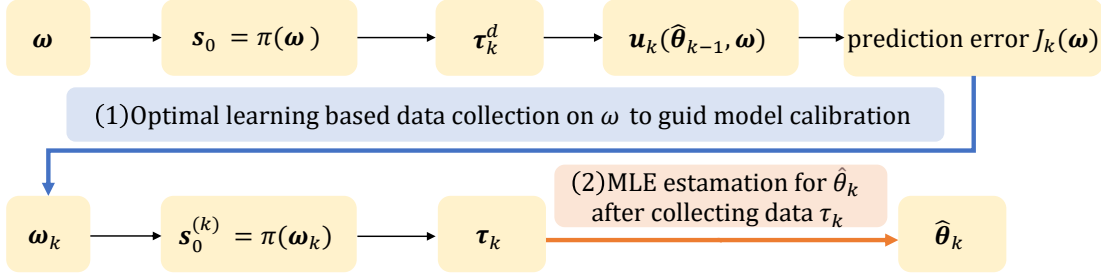 ω
s₀ = π(ω)
τₖᵈ
uₖ(θ̂ₖ₋₁, ω)
prediction error Jₖ(ω)
(1)Optimal learning based data collection on ω to guid model calibration
(2)MLE estamation for θ̂ₖ
after collecting data τₖ
ωₖ
s₀⁽ᵏ⁾ = π(ωₖ)
τₖ
θ̂ₖ